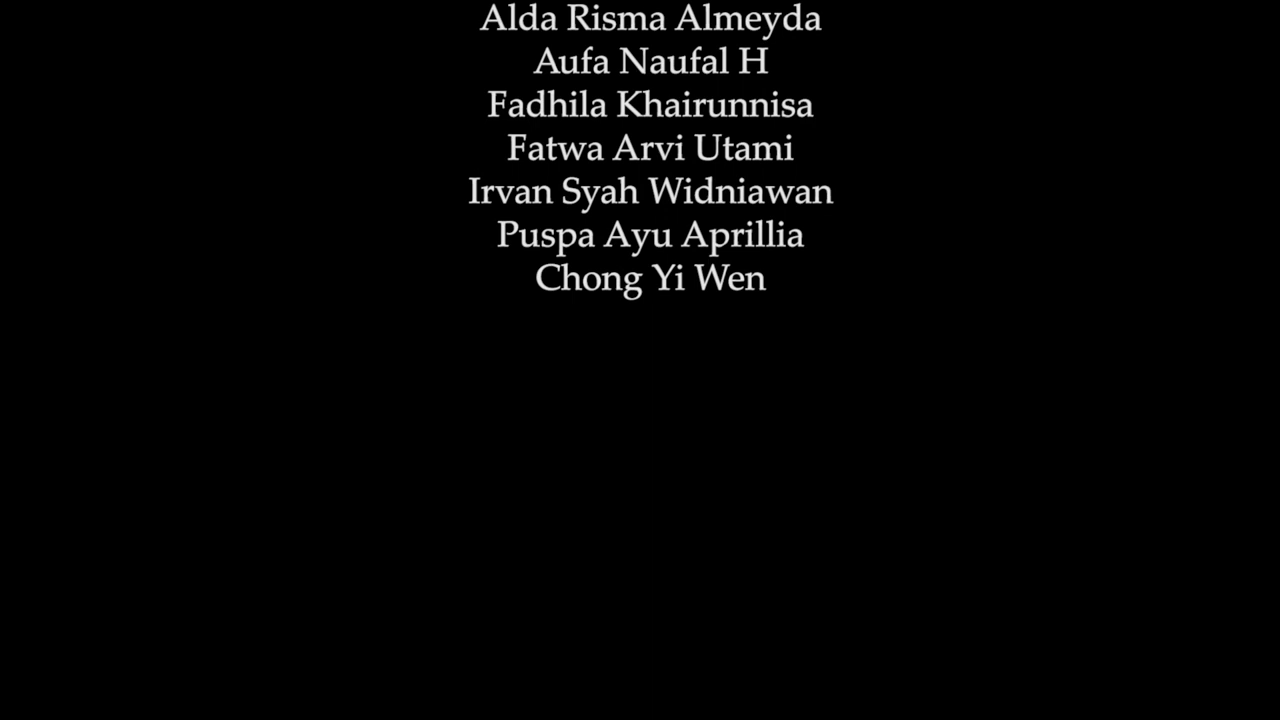 Alda Risma Almeyda
Aufa Naufal H
Fadhila Khairunnisa
Fatwa Arvi Utami
Irvan Syah Widniawan
Puspa Ayu Aprillia
Chong Yi Wen